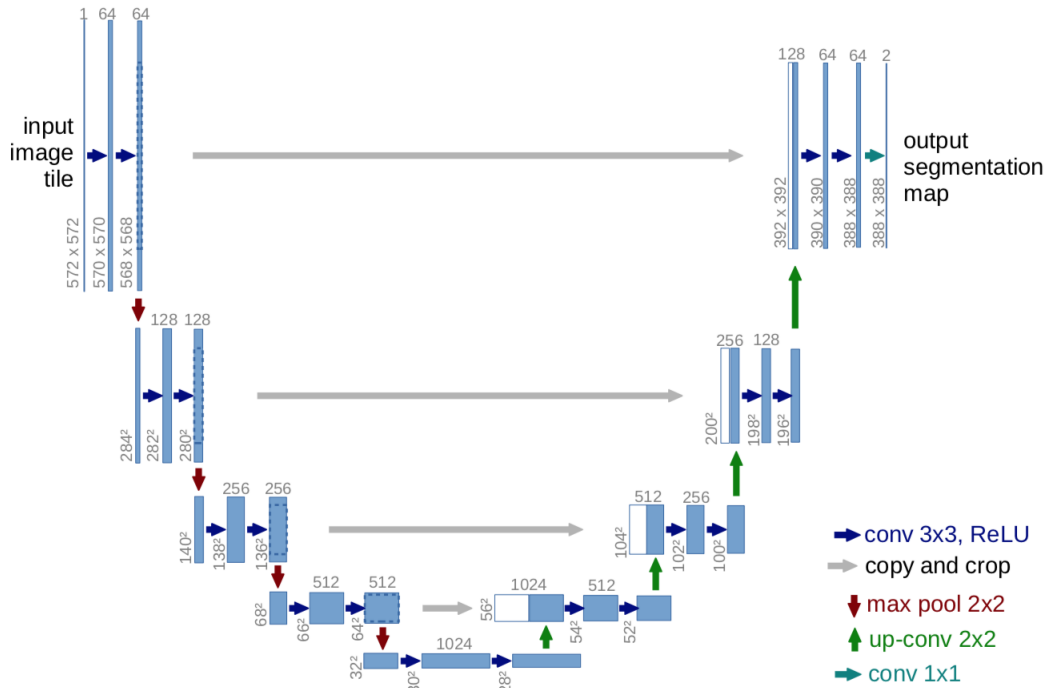 1 64 64
input
image
tile
572 x 572
570 x 570
568 x 568
128 64 64 2
output
segmentation
map
392 x 392
390 x 390
388 x 388
388 x 388
128 128
284²
282²
280²
256 128
200²
198²
196²
256 256
140²
138²
136²
512 256
104²
102²
100²
512 512
68²
66²
64²
1024 512
56²
54²
52²
1024
32²
30²
28²
conv 3x3, ReLU
copy and crop
max pool 2x2
up-conv 2x2
conv 1x1